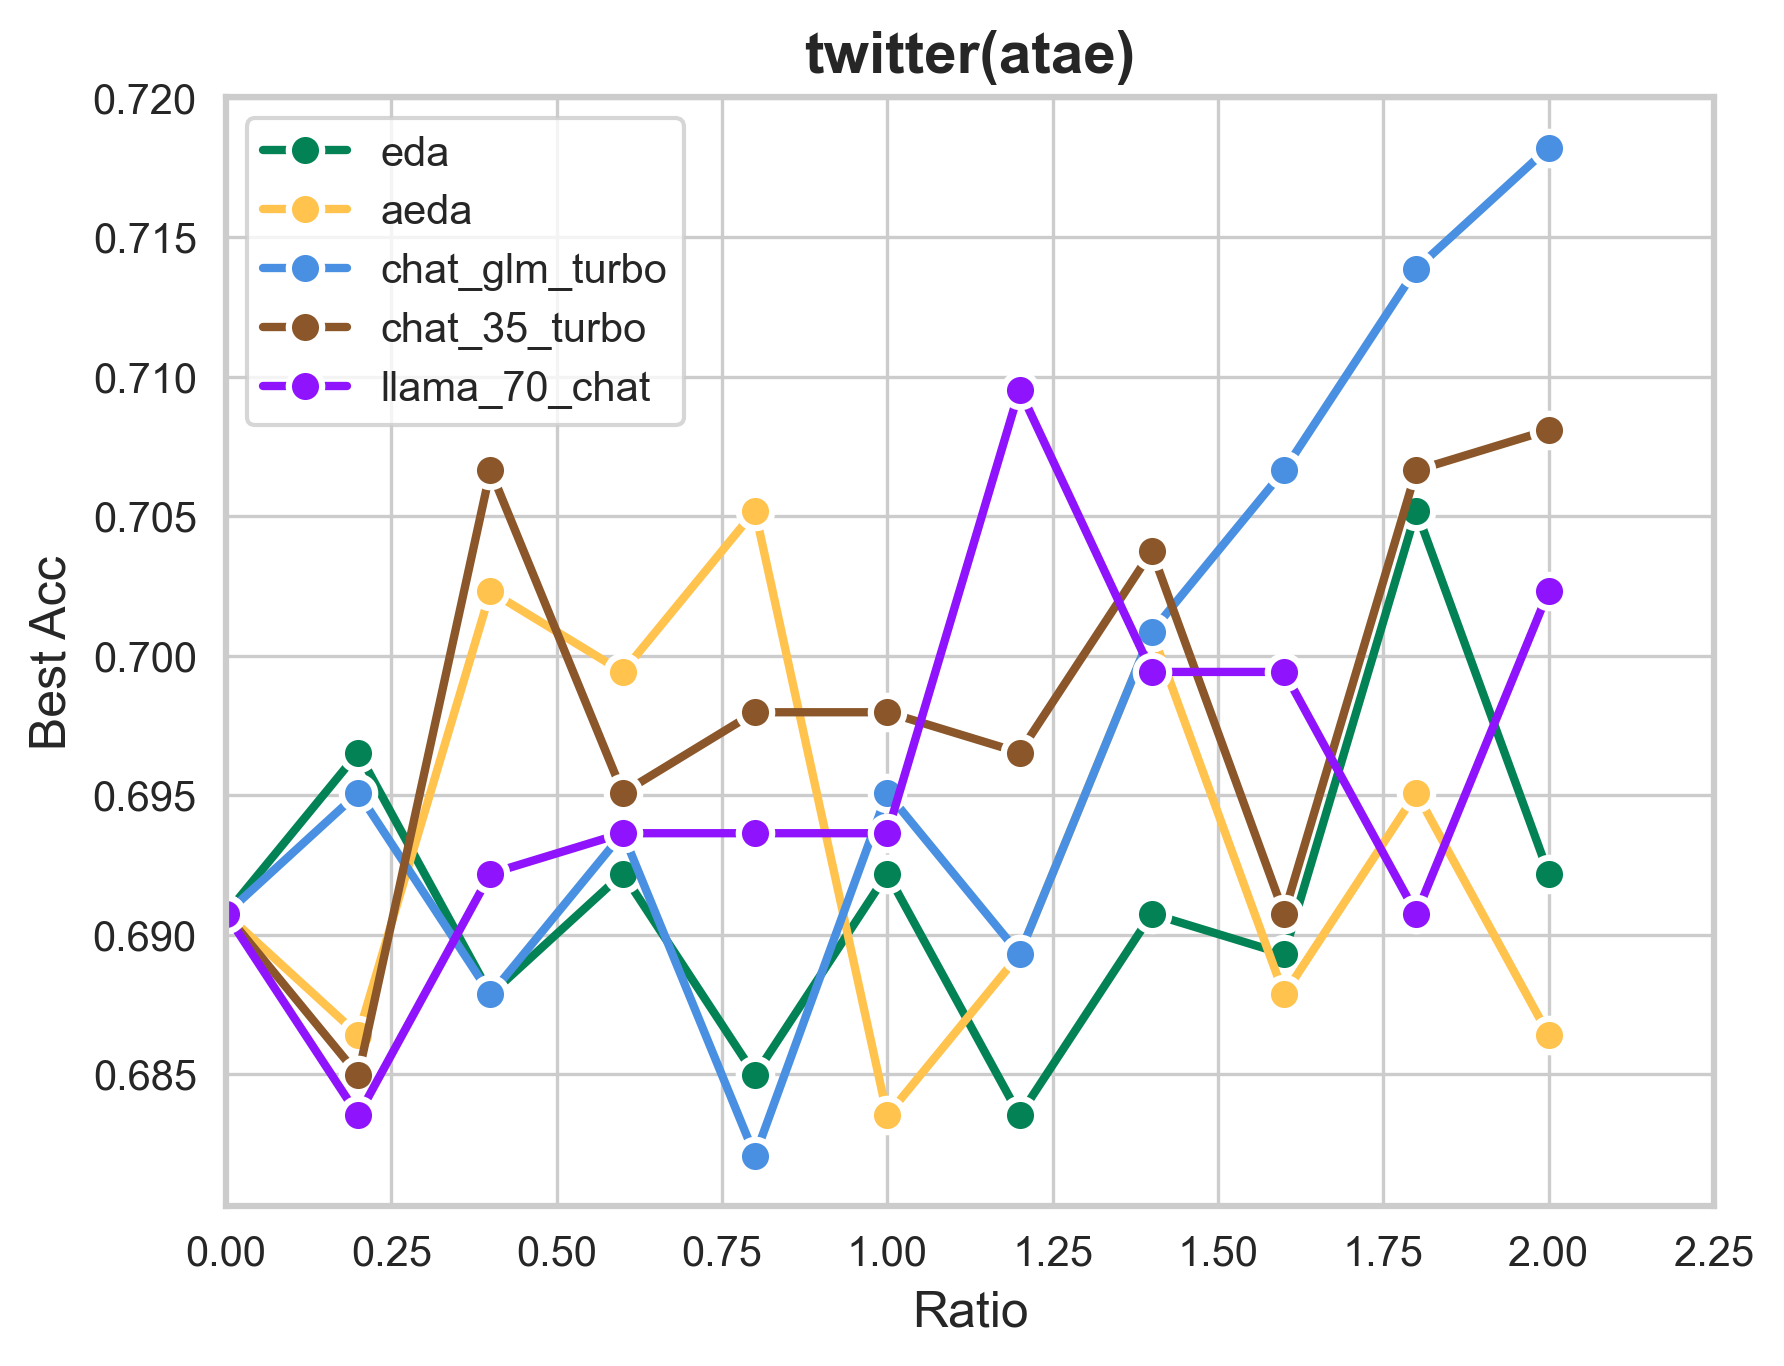 twitter(atae)
0.720
0.715
0.710
0.705
0.700
0.695
0.690
0.685
Best Acc
eda
aeda
chat_glm_turbo
chat_35_turbo
llama_70_chat
0.00 0.25 0.50 0.75 1.00 1.25 1.50 1.75 2.00 2.25
Ratio